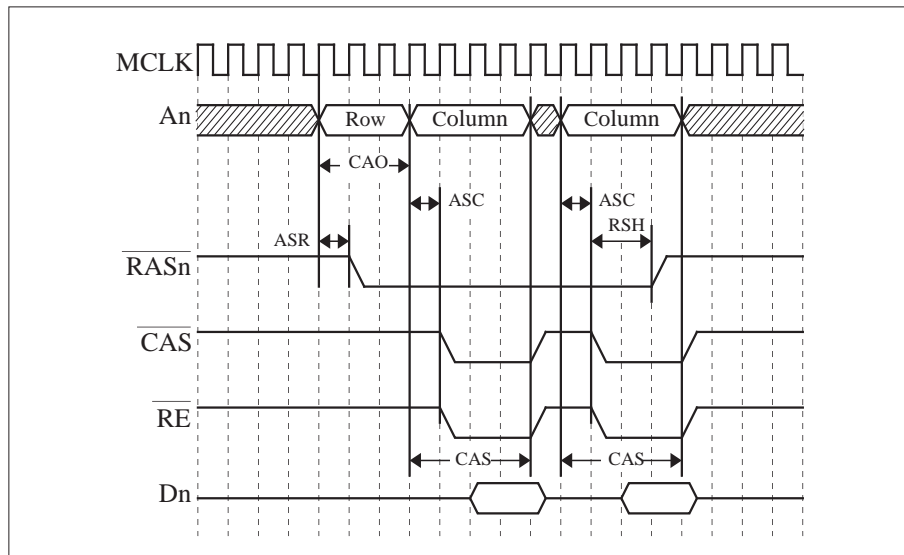 MCLK
An Row Column Column
CAO
ASC ASC
RSH
ASR
RASn
CAS
RE
CAS CAS
Dn